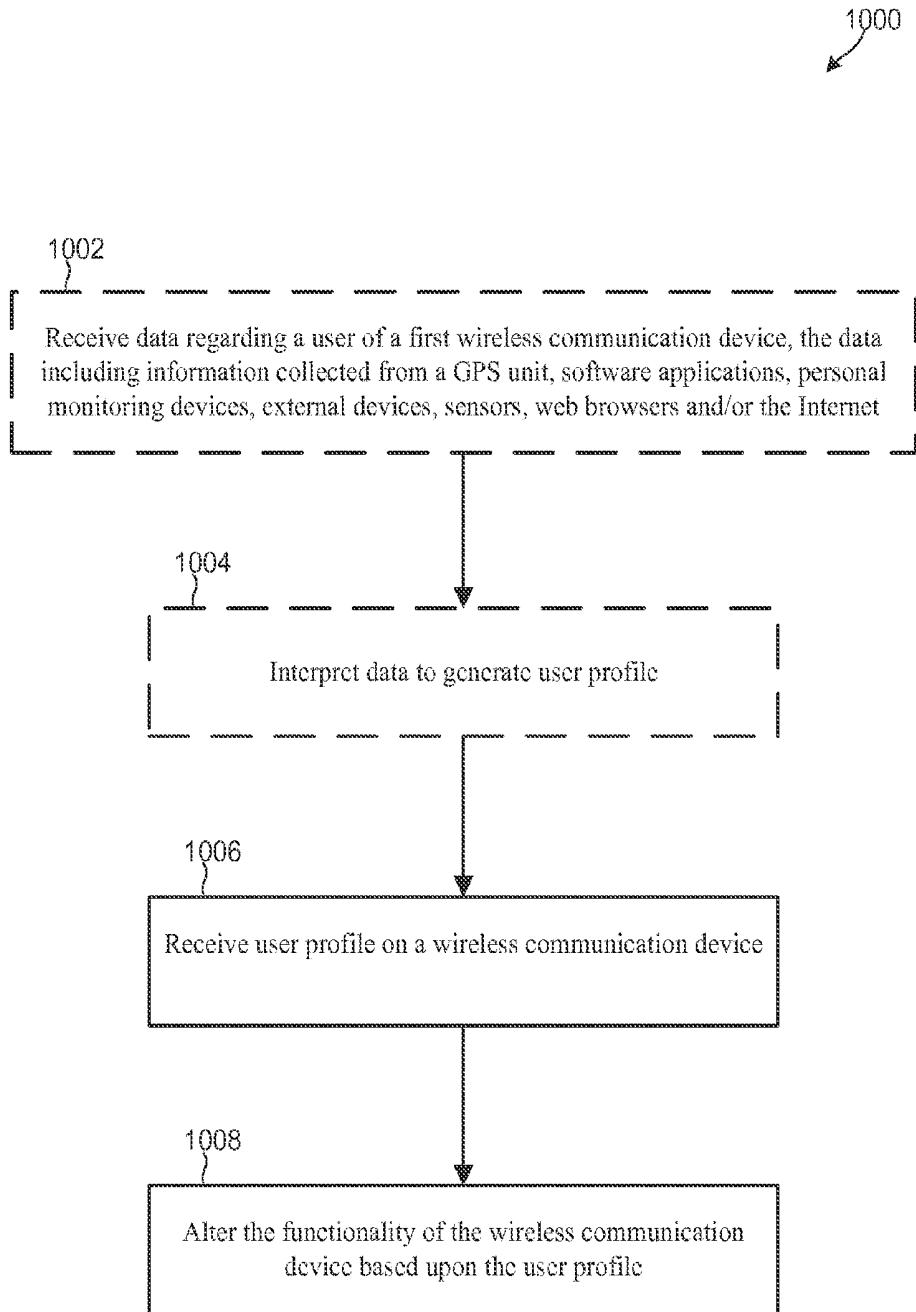 1000
1002
Receive data regarding a user of a first wireless communication device, the data
including information collected from a GPS unit, software applications, personal
monitoring devices, external devices, sensors, web browsers and/or the Internet
1004
Interpret data to generate user profile
1006
Receive user profile on a wireless communication device
1008
Alter the functionality of the wireless communication
device based upon the user profile